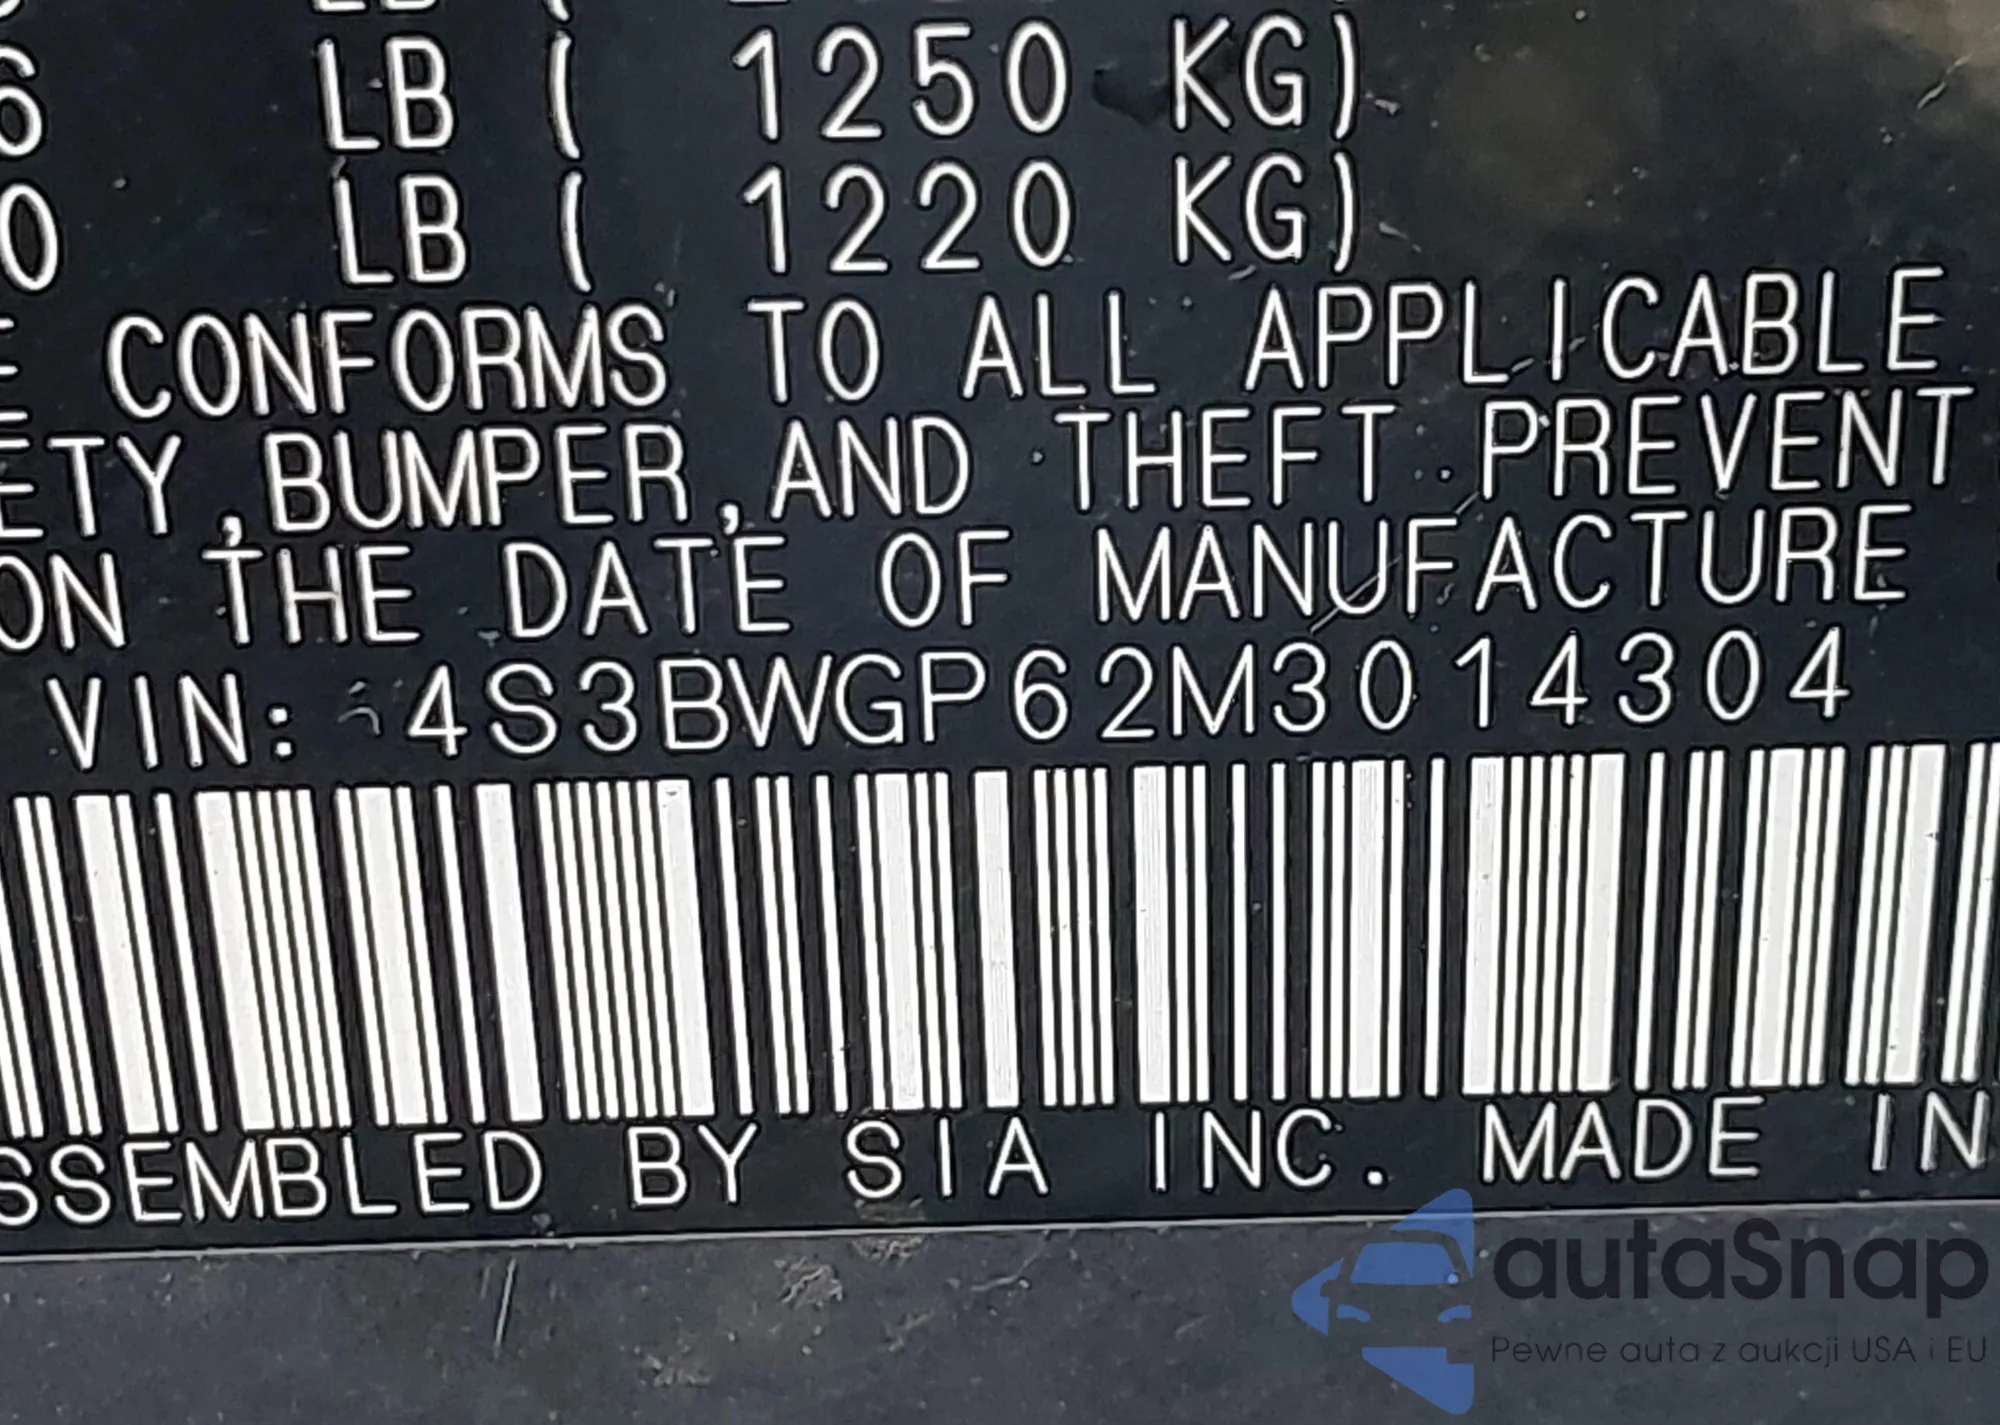 6 LB ( 1250 KG)
0 LB ( 1220 KG)
E CONFORMS TO ALL APPLICABLE
ETY,BUMPER,AND THEFT PREVENT
ON THE DATE OF MANUFACTURE
VIN: 4S3BWGP62M3014304
SSEMBLED BY SIA INC. MADE IN
autaSnap
Pewne auta z aukcji USA i EU